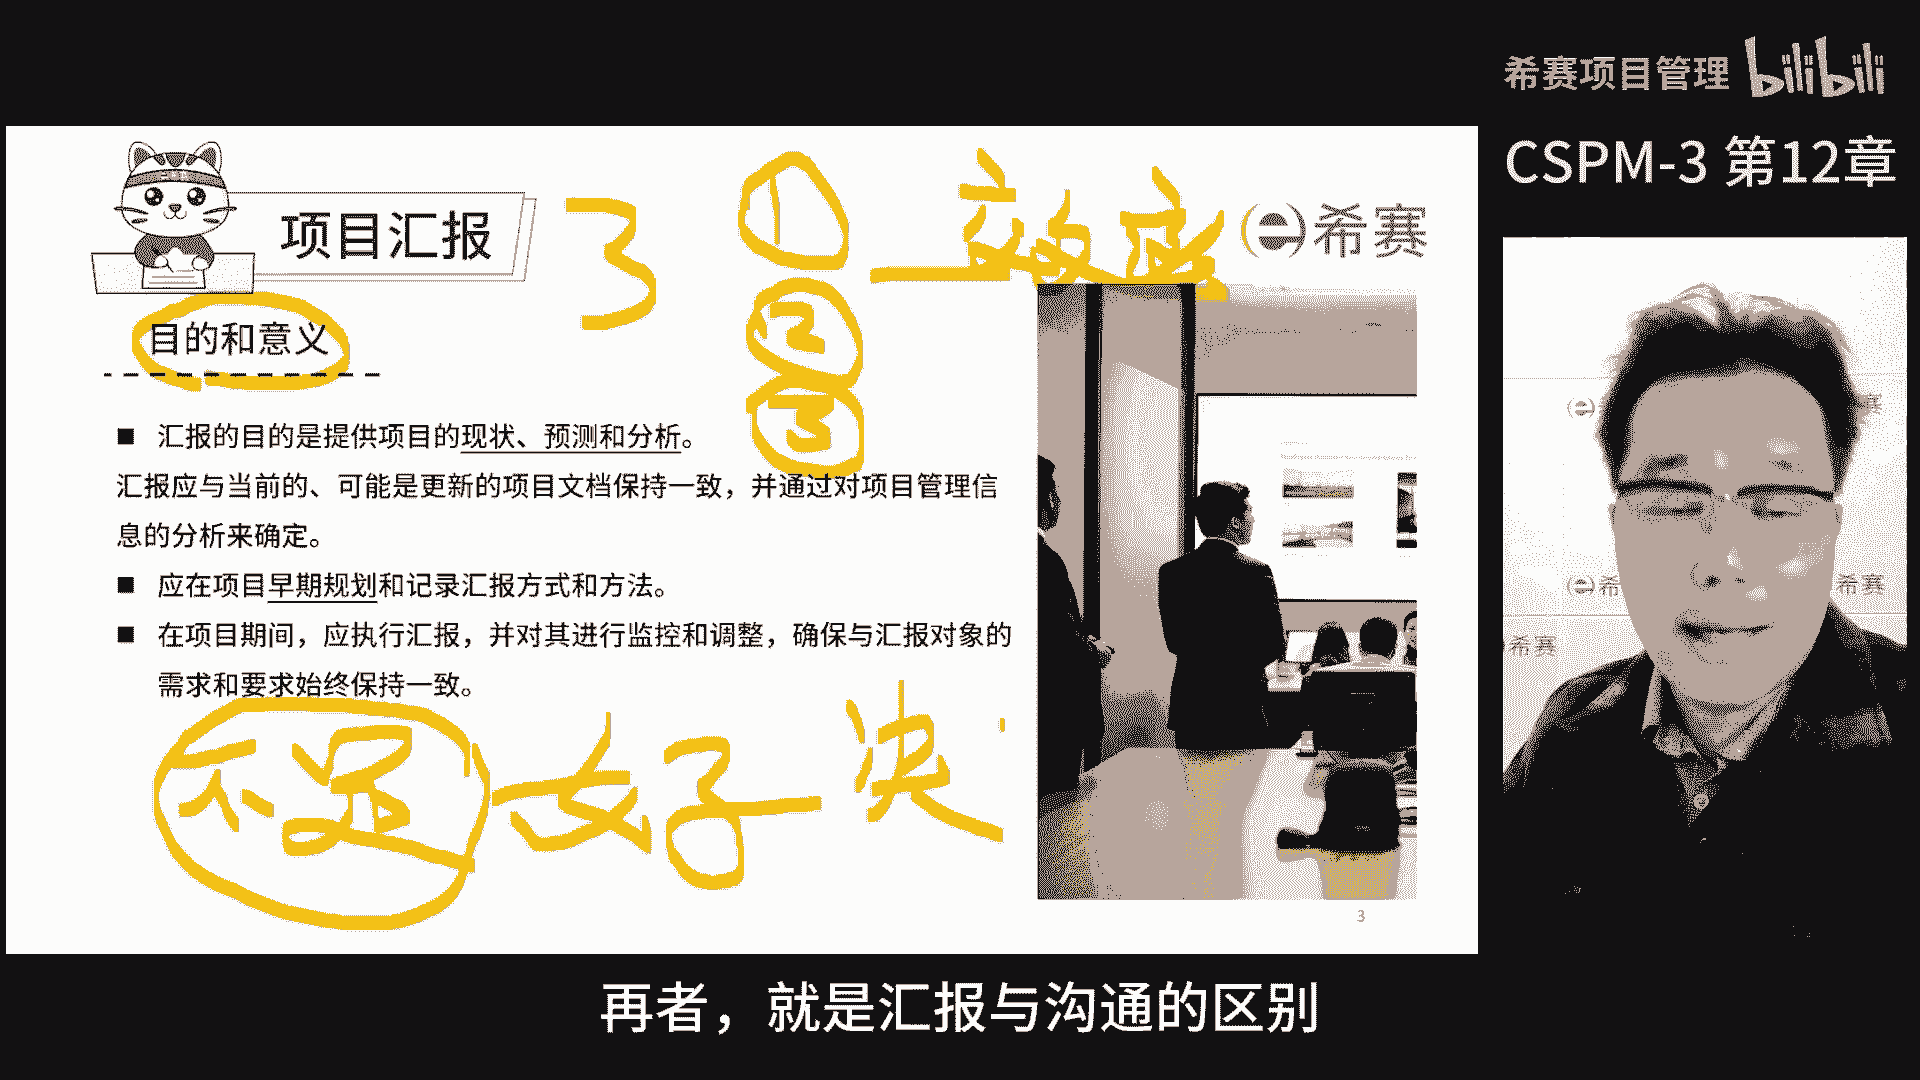 希赛项目管理 bilibili
CSPM-3 第12章
项目汇报
3
1
效应
希赛
2
3
目的和意义
■ 汇报的目的是提供项目的现状、预测和分析。
汇报应与当前的、可能是更新的项目文档保持一致，并通过对项目管理信
息的分析来确定。
■ 应在项目早期规划和记录汇报方式和方法。
■ 在项目期间，应执行汇报，并对其进行监控和调整，确保与汇报对象的
需求和要求始终保持一致。
不足 好 决
3
希赛
希赛
再者，就是汇报与沟通的区别